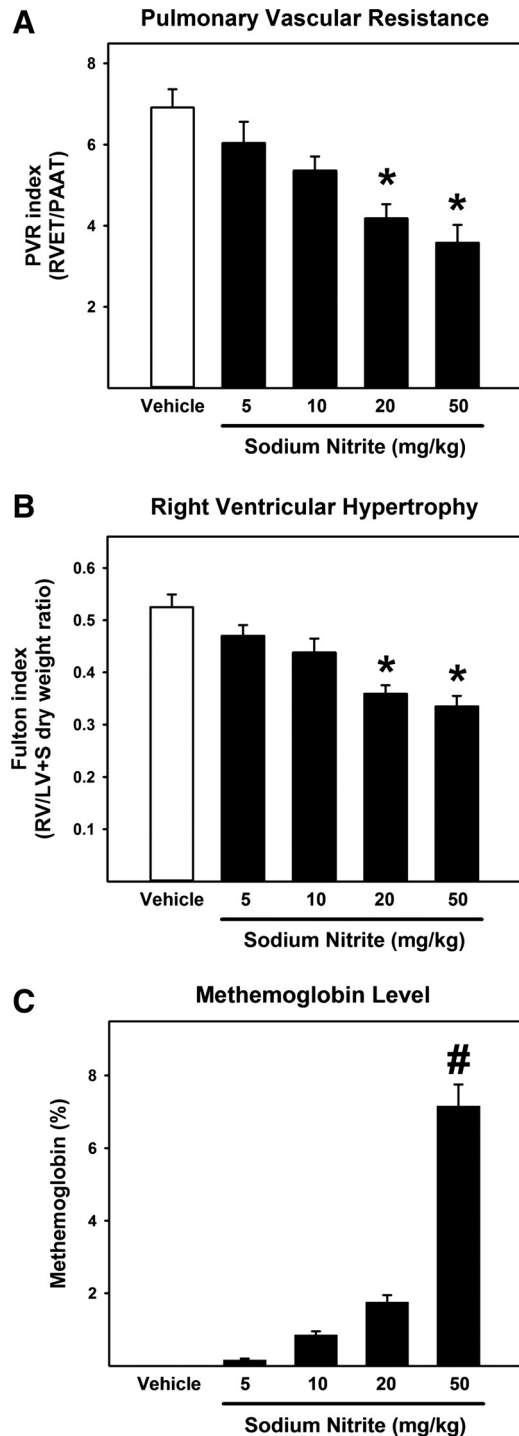 A
Pulmonary Vascular Resistance
PVR index
(RVET/PAAT)
8
6
4
2
*
*
Vehicle 5 10 20 50
Sodium Nitrite (mg/kg)
B
Right Ventricular Hypertrophy
Fulton index
(RV/LV+S dry weight ratio)
0.6
0.5
0.4
0.3
0.2
0.1
*
*
Vehicle 5 10 20 50
Sodium Nitrite (mg/kg)
C
Methemoglobin Level
Methemoglobin (%)
8
6
4
2
#
Vehicle 5 10 20 50
Sodium Nitrite (mg/kg)